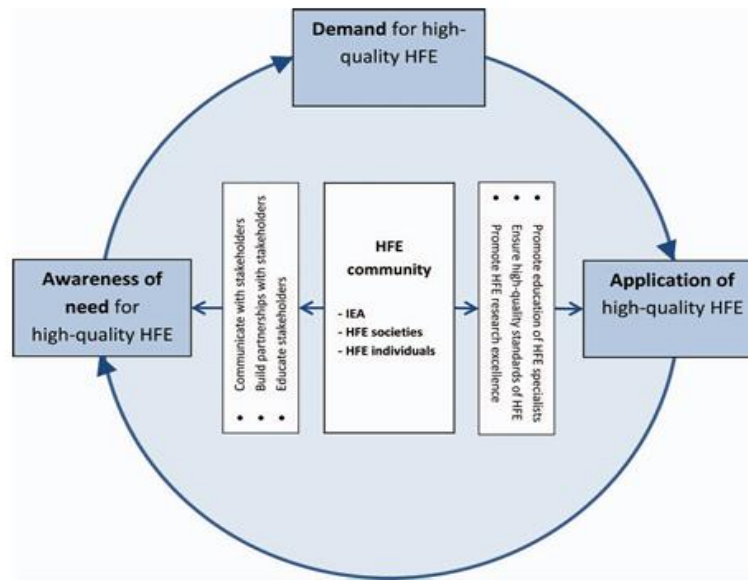 Demand for high-
quality HFE
Awareness of
need for
high-quality HFE
• Communicate with stakeholders
• Build partnerships with stakeholders
• Educate stakeholders
HFE
community
- IEA
- HFE societies
- HFE individuals
• Promote education of HFE specialists
• Ensure high-quality standards of HFE
• Promote HFE research excellence
Application of
high-quality HFE